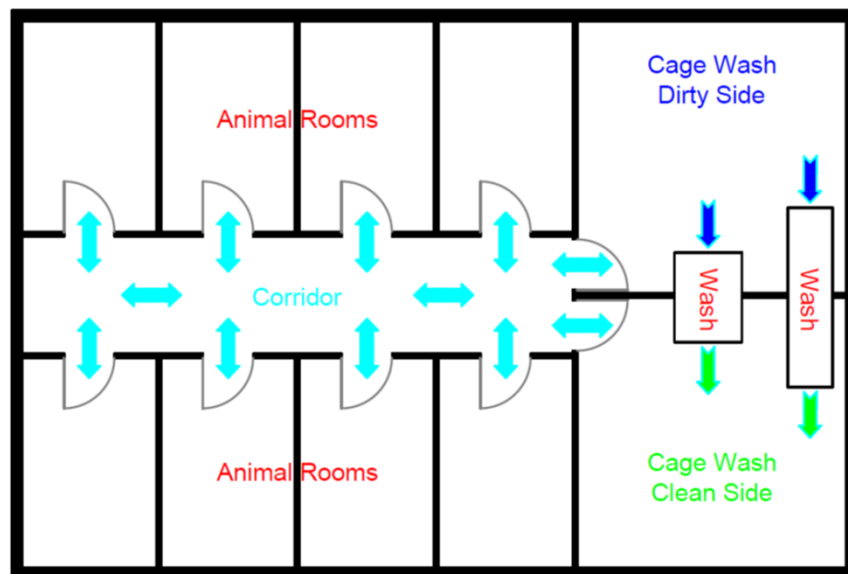 Cage Wash
Dirty Side
Animal Rooms
Wash
Wash
Corridor
Animal Rooms
Cage Wash
Clean Side